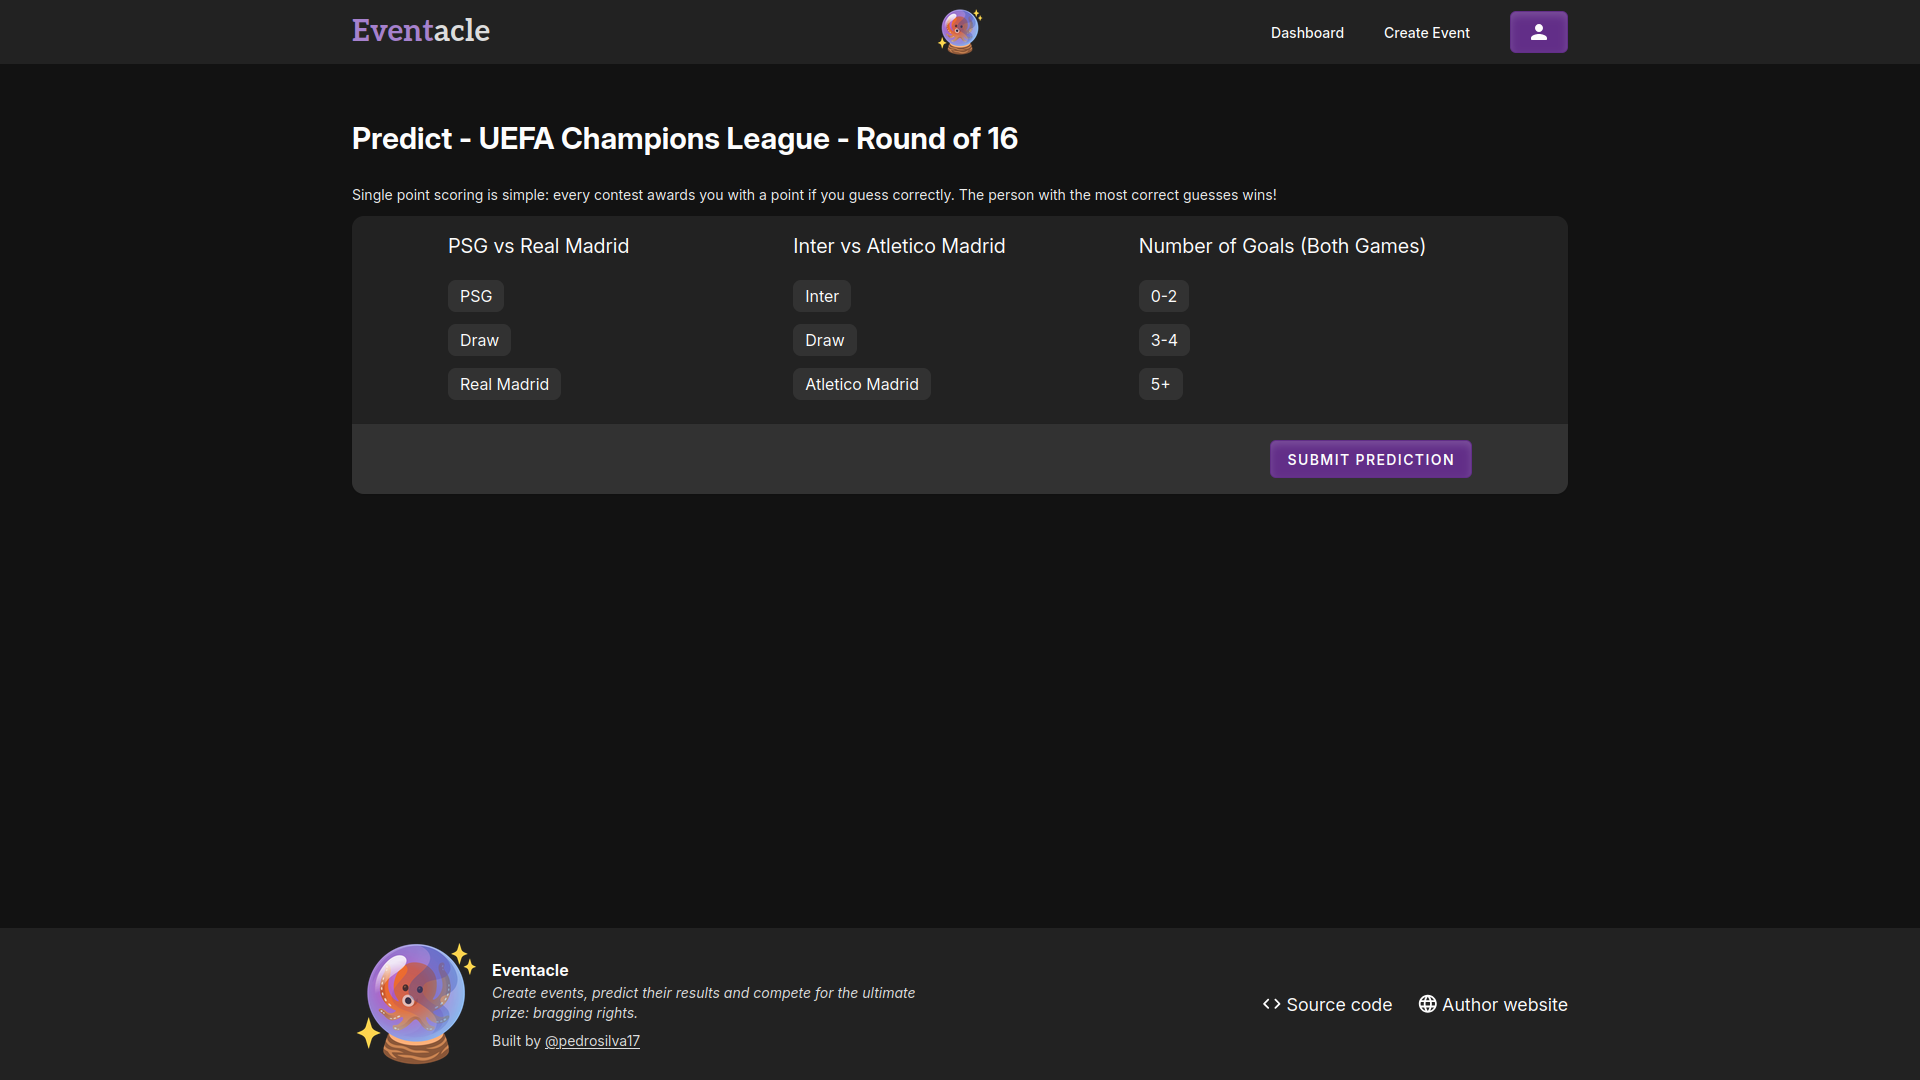 Eventacle
Dashboard
Create Event
Predict - UEFA Champions League - Round of 16
Single point scoring is simple: every contest awards you with a point if you guess correctly. The person with the most correct guesses wins!
PSG vs Real Madrid
PSG
Draw
Real Madrid
Inter vs Atletico Madrid
Inter
Draw
Atletico Madrid
Number of Goals (Both Games)
0-2
3-4
5+
SUBMIT PREDICTION
Eventacle
Create events, predict their results and compete for the ultimate
prize: bragging rights.
Built by @pedrosilva17
Source code
Author website